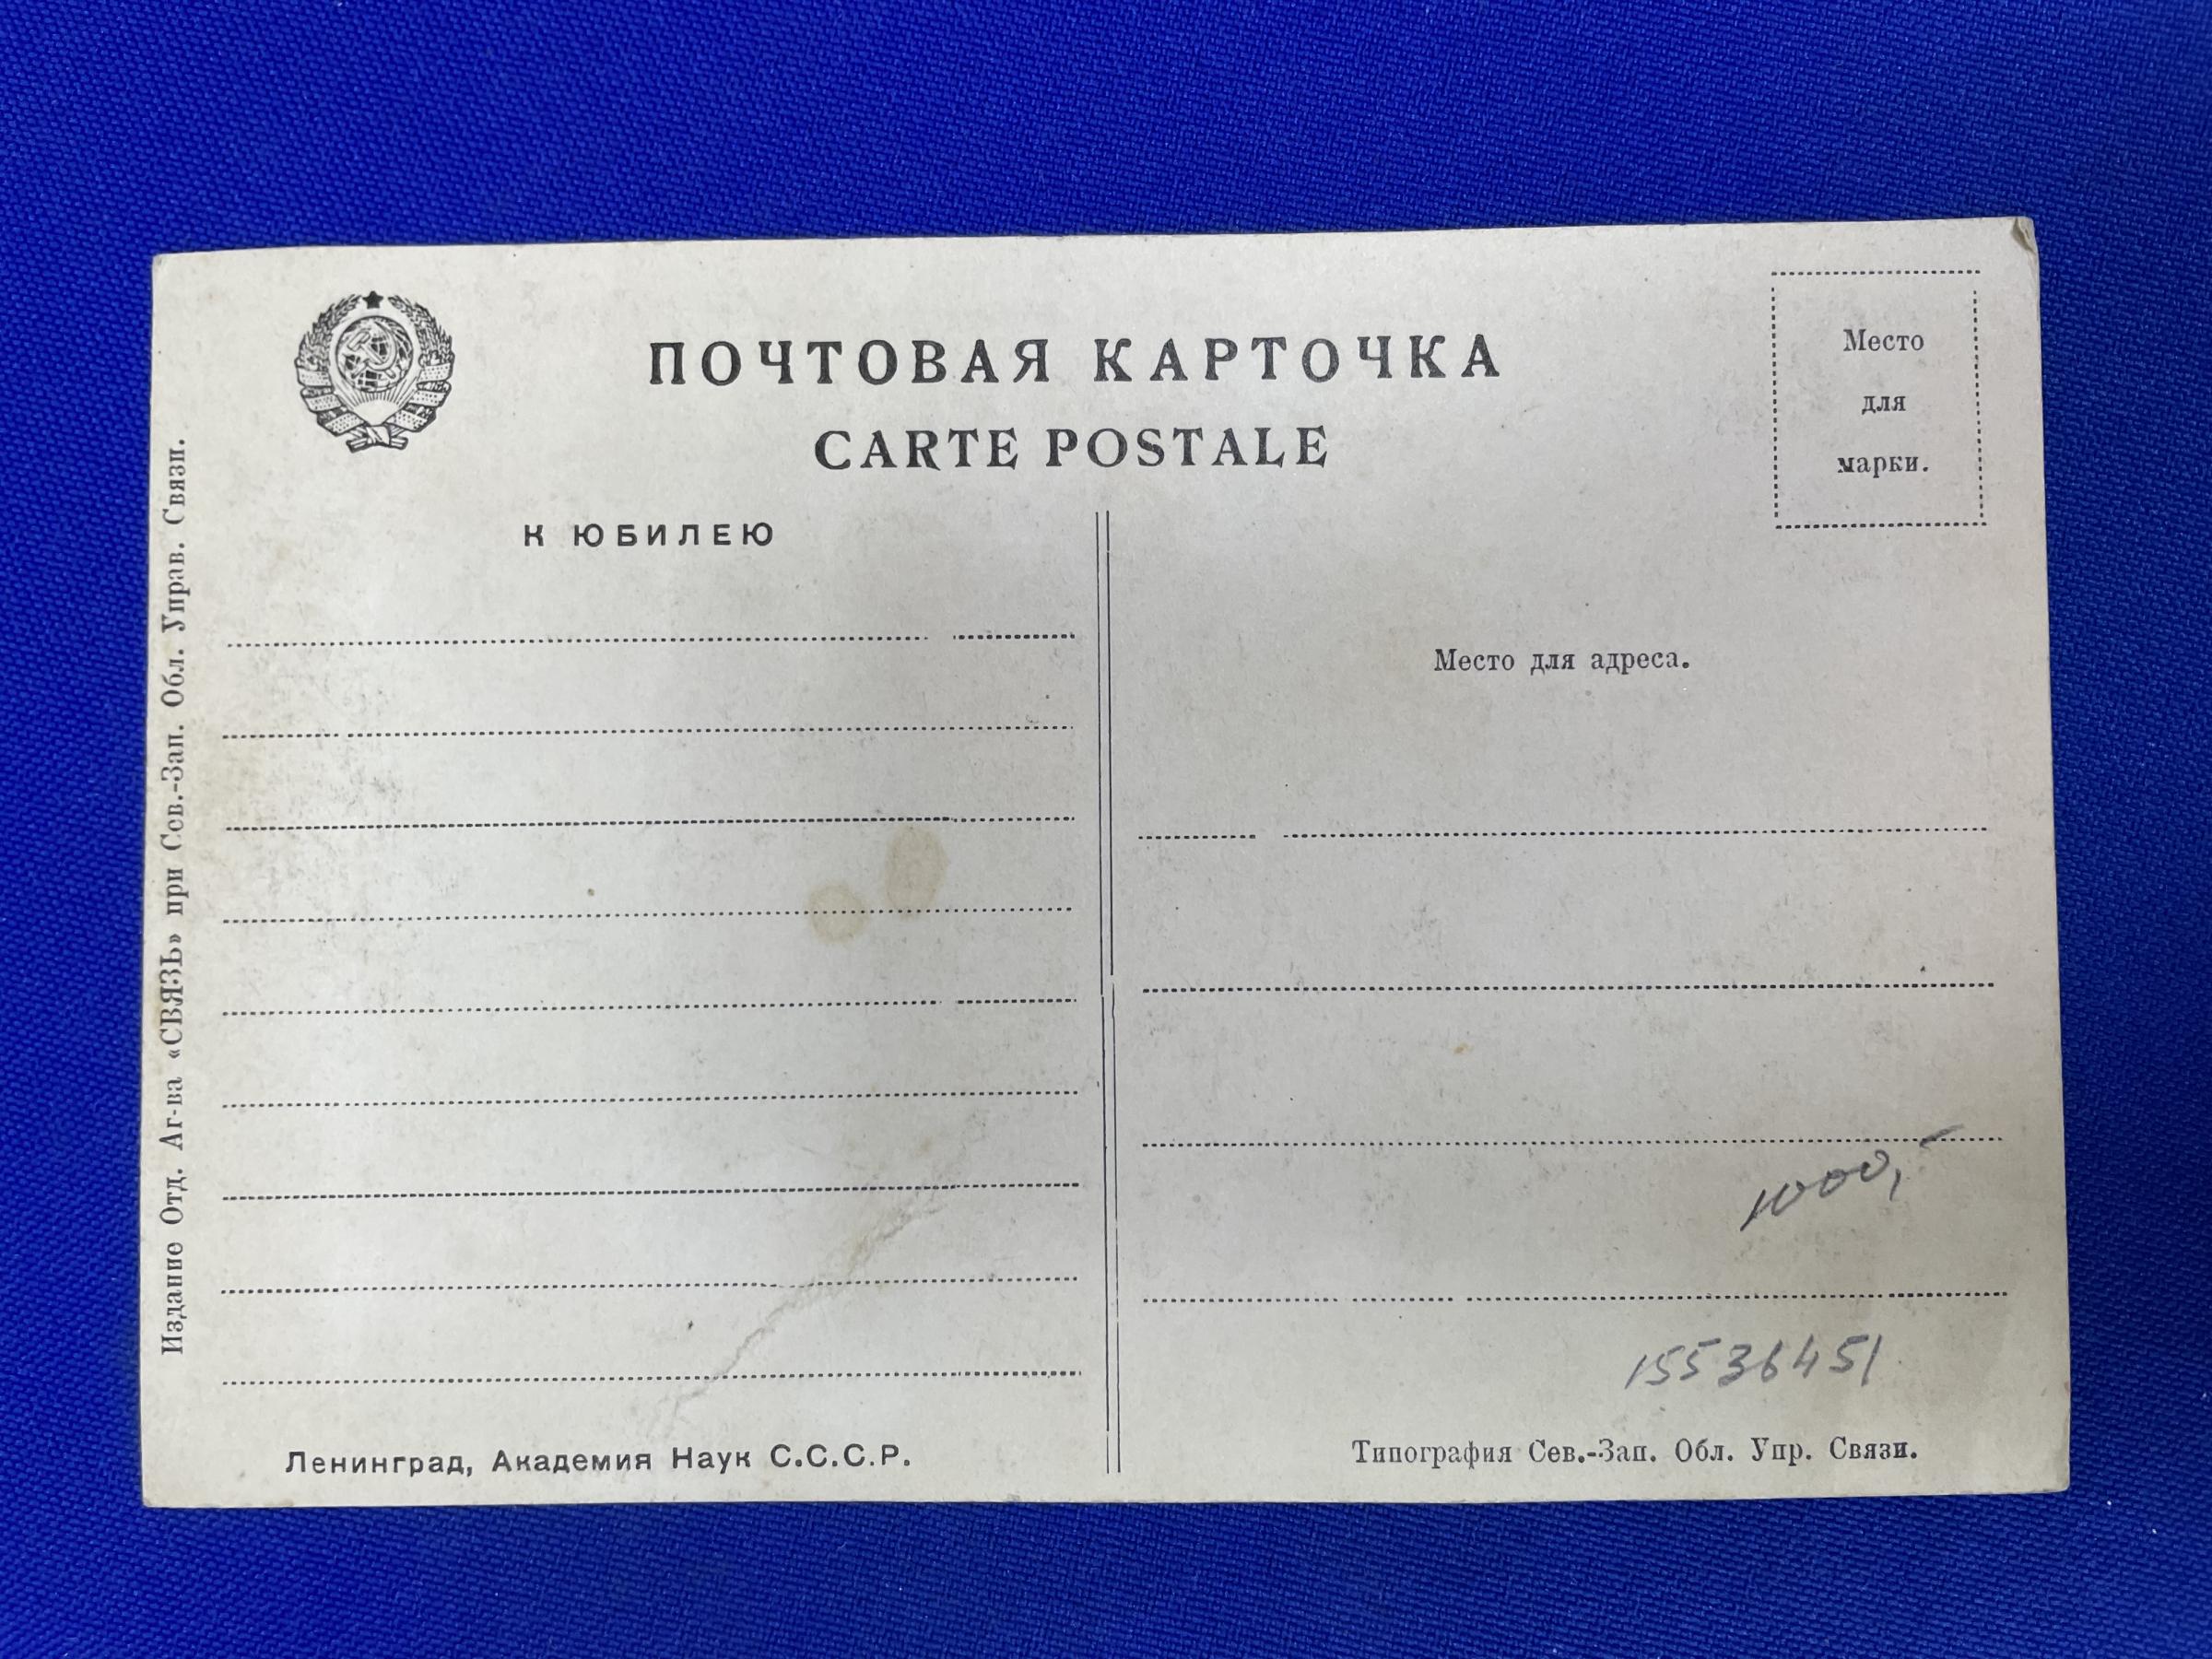 ПОЧТОВАЯ КАРТОЧКА
CARTE POSTALE
Место
для
марки.
К ЮБИЛЕЮ
Место для адреса.
Издание Отд. Аг-ва «СВЯЗЬ» при Сев.-Зап. Обл. Управ. Связи.
1000,-
15536451
Ленинград, Академия Наук С.С.С.Р.
Типография Сев.-Зап. Обл. Упр. Связи.